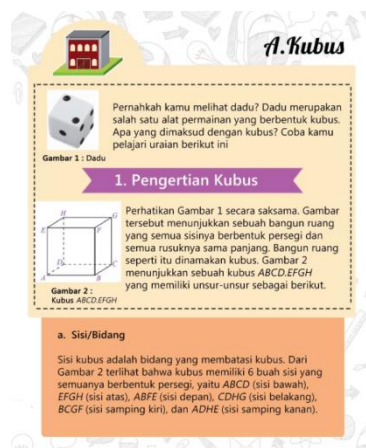 A.Kubus
Pernahkah kamu melihat dadu? Dadu merupakan
salah satu alat permainan yang berbentuk kubus.
Apa yang dimaksud dengan kubus? Coba kamu
pelajari uraian berikut ini
Gambar 1 : Dadu
1. Pengertian Kubus
H
G
E
F
D
C
A
B
Gambar 2 :
Kubus ABCD.EFGH
Perhatikan Gambar 1 secara saksama. Gambar
tersebut menunjukkan sebuah bangun ruang
yang semua sisinya berbentuk persegi dan
semua rusuknya sama panjang. Bangun ruang
seperti itu dinamakan kubus. Gambar 2
menunjukkan sebuah kubus ABCD.EFGH
yang memiliki unsur-unsur sebagai berikut.
a. Sisi/Bidang
Sisi kubus adalah bidang yang membatasi kubus. Dari
Gambar 2 terlihat bahwa kubus memiliki 6 buah sisi yang
semuanya berbentuk persegi, yaitu ABCD (sisi bawah),
EFGH (sisi atas), ABFE (sisi depan), CDHG (sisi belakang),
BCGF (sisi samping kiri), dan ADHE (sisi samping kanan).